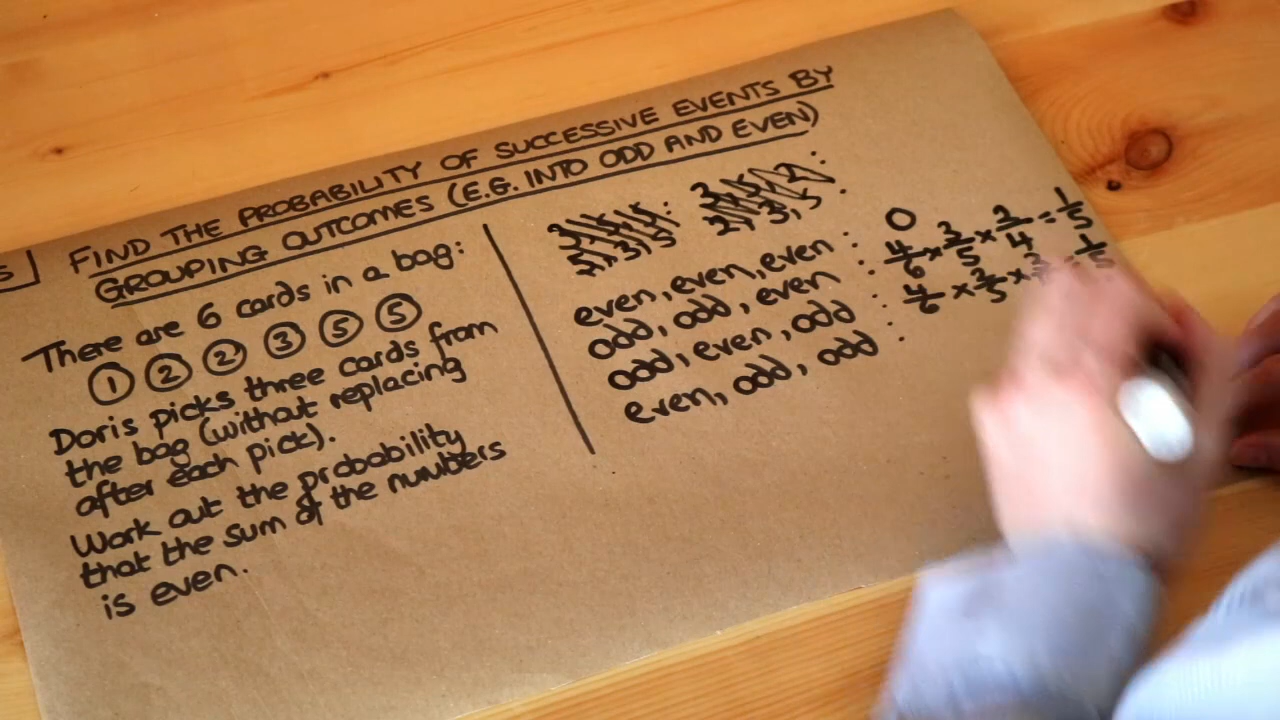 FIND THE PROBABILITY OF SUCCESSIVE EVENTS BY
GROUPING OUTCOMES (E.G. INTO ODD AND EVEN)
There are 6 cards in a bag:
1 2 2 3 5 5
Doris picks three cards from
the bag (without replacing
after each pick).
Work out the probability
that the sum of the numbers
is even.
even, even, even : 0
odd, odd, even : 4/6 × 3/5 × 2/4 = 1/5
odd, even, odd : 4/6 × 2/5 × = 1/5
even, odd, odd :